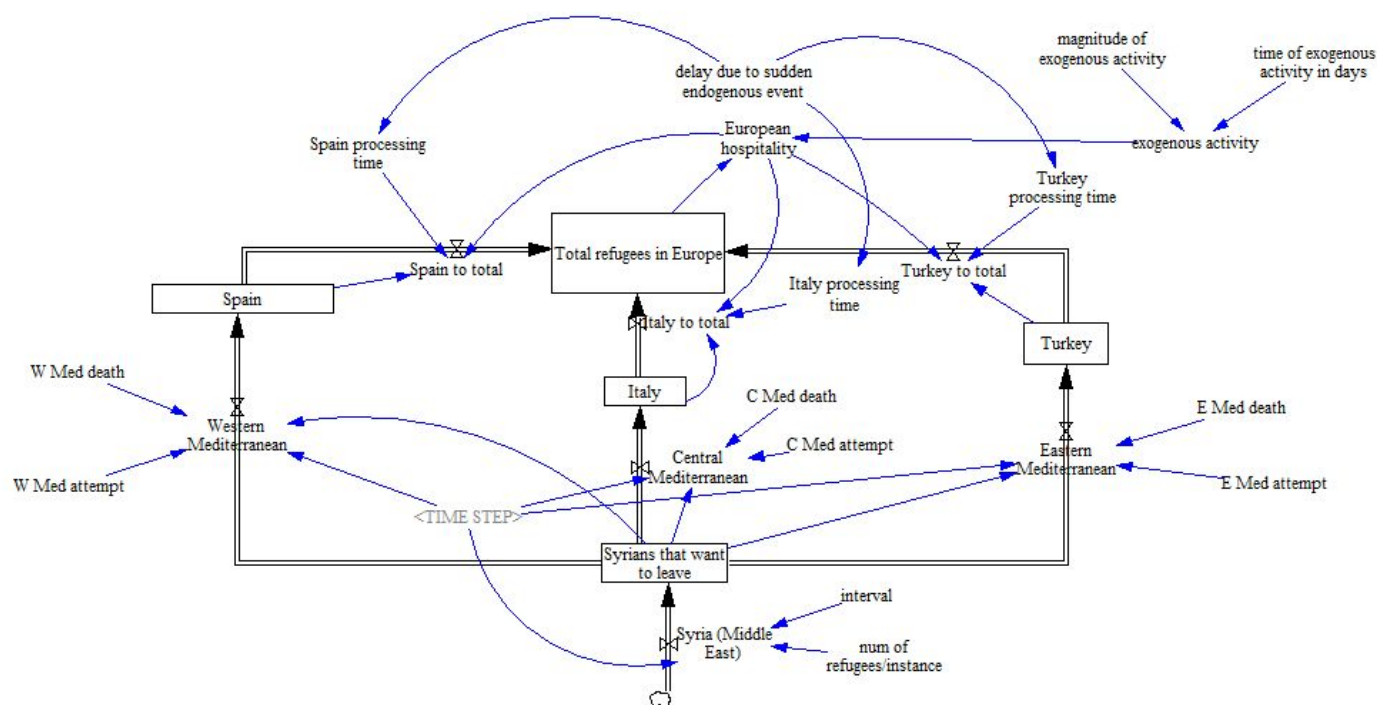 magnitude of
exogenous activity
time of exogenous
activity in days
delay due to sudden
endogenous event
European
hospitality
exogenous activity
Spain processing
time
Turkey
processing time
Total refugees in Europe
Spain to total
Turkey to total
Spain
Italy processing
time
Italy to total
Turkey
W Med death
Italy
C Med death
E Med death
Western
Mediterranean
C Med attempt
Central
Mediterranean
Eastern
Mediterranean
W Med attempt
E Med attempt
<TIME STEP>
Syrians that want
to leave
interval
Syria (Middle
East)
num of
refugees/instance